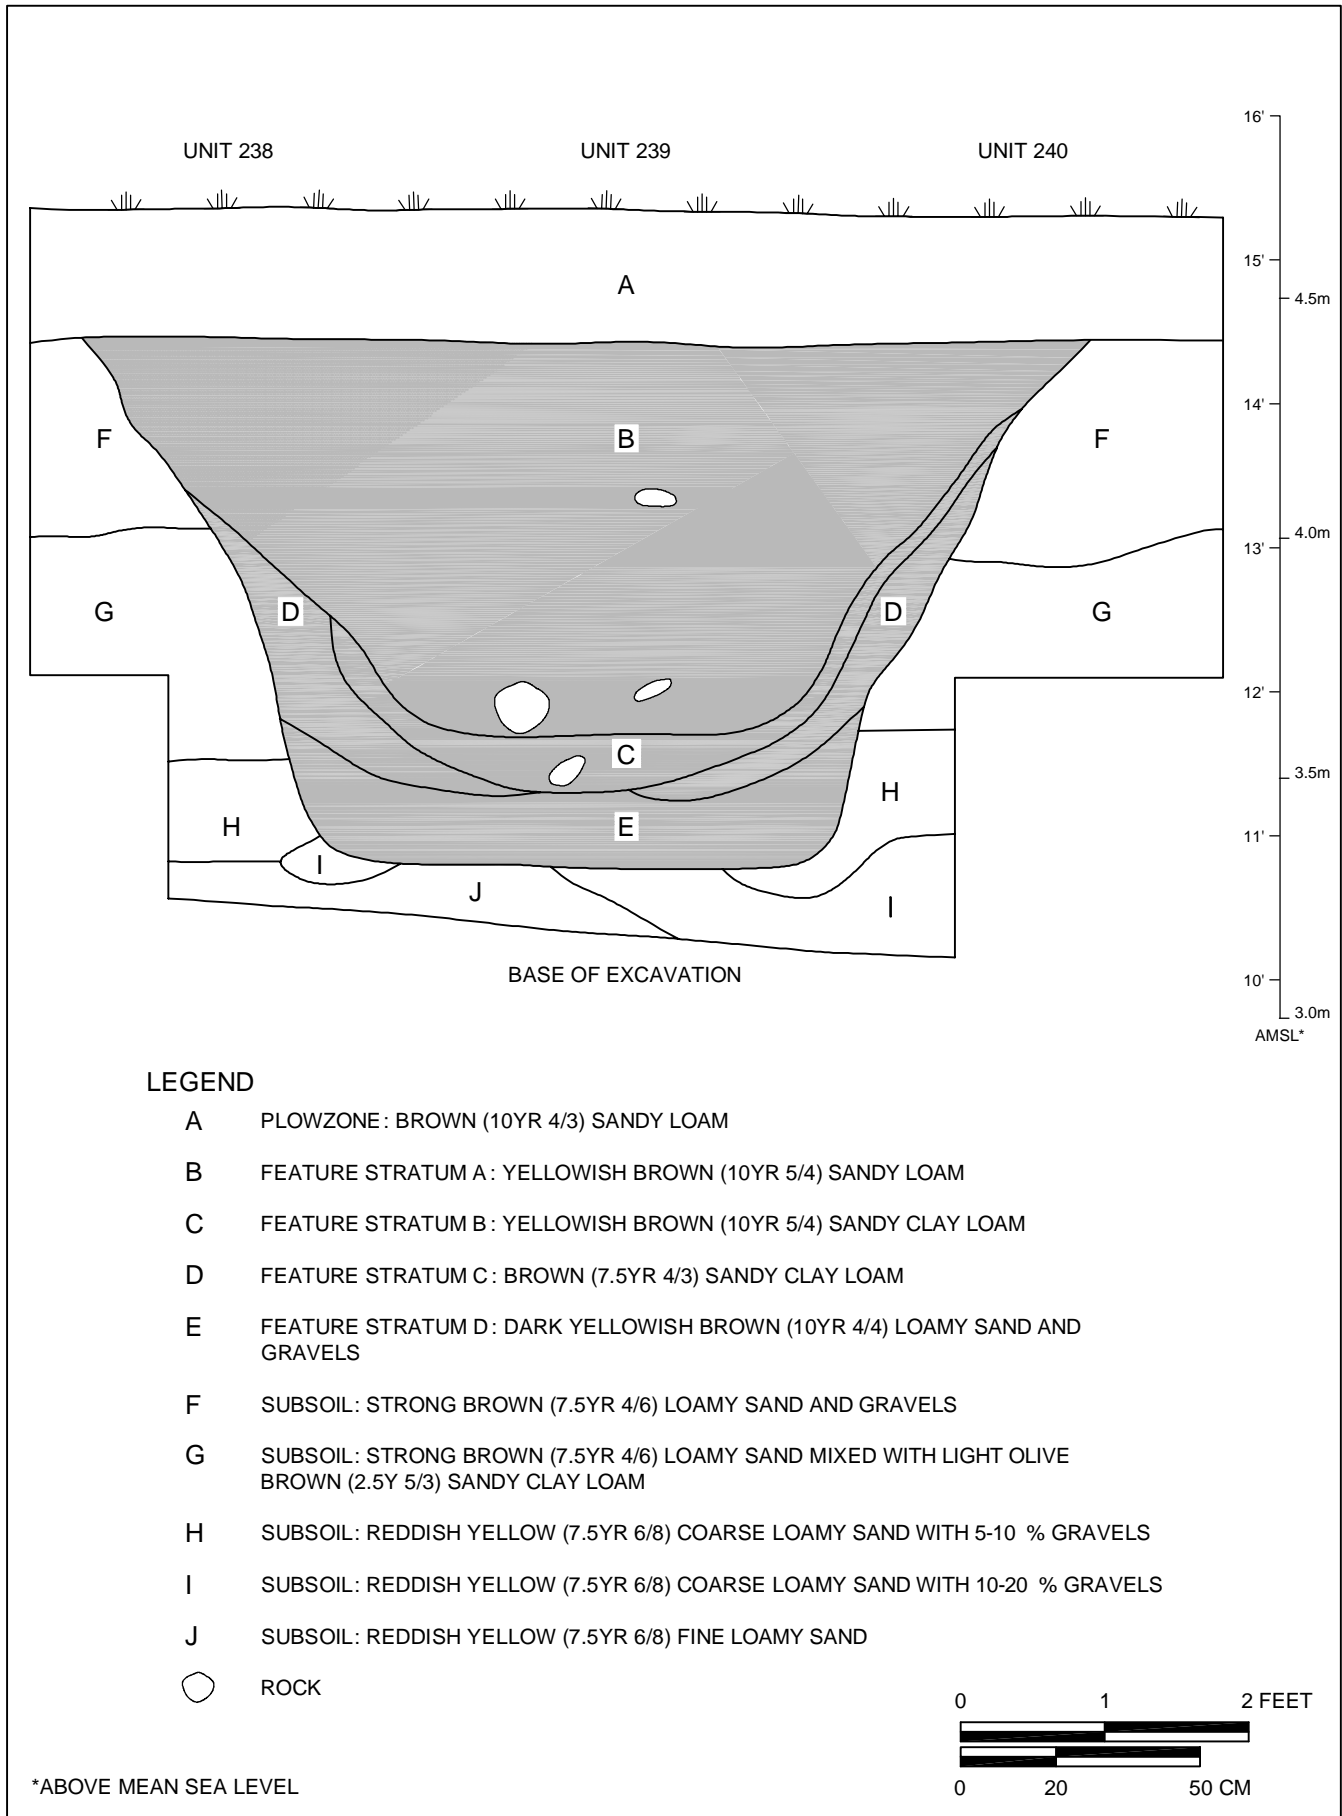 16'
UNIT 238 UNIT 239 UNIT 240
15'
A
4.5m
14'
F B F
4.0m
13'
G D D G
12'
C
3.5m
H
H E
11'
I
J I
BASE OF EXCAVATION
10'
3.0m
AMSL*
LEGEND
A PLOWZONE: BROWN (10YR 4/3) SANDY LOAM
B FEATURE STRATUM A: YELLOWISH BROWN (10YR 5/4) SANDY LOAM
C FEATURE STRATUM B: YELLOWISH BROWN (10YR 5/4) SANDY CLAY LOAM
D FEATURE STRATUM C: BROWN (7.5YR 4/3) SANDY CLAY LOAM
E FEATURE STRATUM D: DARK YELLOWISH BROWN (10YR 4/4) LOAMY SAND AND
GRAVELS
F SUBSOIL: STRONG BROWN (7.5YR 4/6) LOAMY SAND AND GRAVELS
G SUBSOIL: STRONG BROWN (7.5YR 4/6) LOAMY SAND MIXED WITH LIGHT OLIVE
BROWN (2.5Y 5/3) SANDY CLAY LOAM
H SUBSOIL: REDDISH YELLOW (7.5YR 6/8) COARSE LOAMY SAND WITH 5-10 % GRAVELS
I SUBSOIL: REDDISH YELLOW (7.5YR 6/8) COARSE LOAMY SAND WITH 10-20 % GRAVELS
J SUBSOIL: REDDISH YELLOW (7.5YR 6/8) FINE LOAMY SAND
ROCK
0 1 2 FEET
0 20 50 CM
*ABOVE MEAN SEA LEVEL